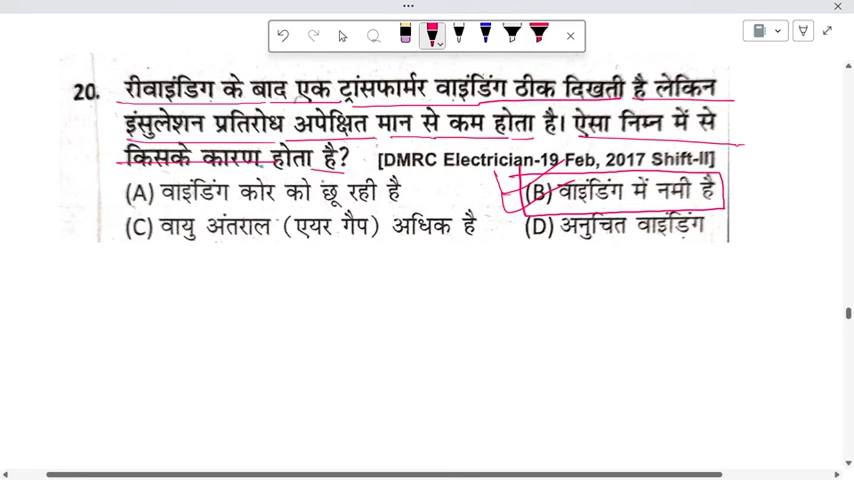 20. रीवाइंडिग के बाद एक ट्रांसफार्मर वाइंडिंग ठीक दिखती है लेकिन
इंसुलेशन प्रतिरोध अपेक्षित मान से कम होता है। ऐसा निम्न में से
किसके कारण होता है? [DMRC Electrician-19 Feb, 2017 Shift-II]
(A) वाइंडिंग कोर को छू रही है (B) वाइंडिंग में नमी है
(C) वायु अंतराल (एयर गैप) अधिक है (D) अनुचित वाइंडिंग